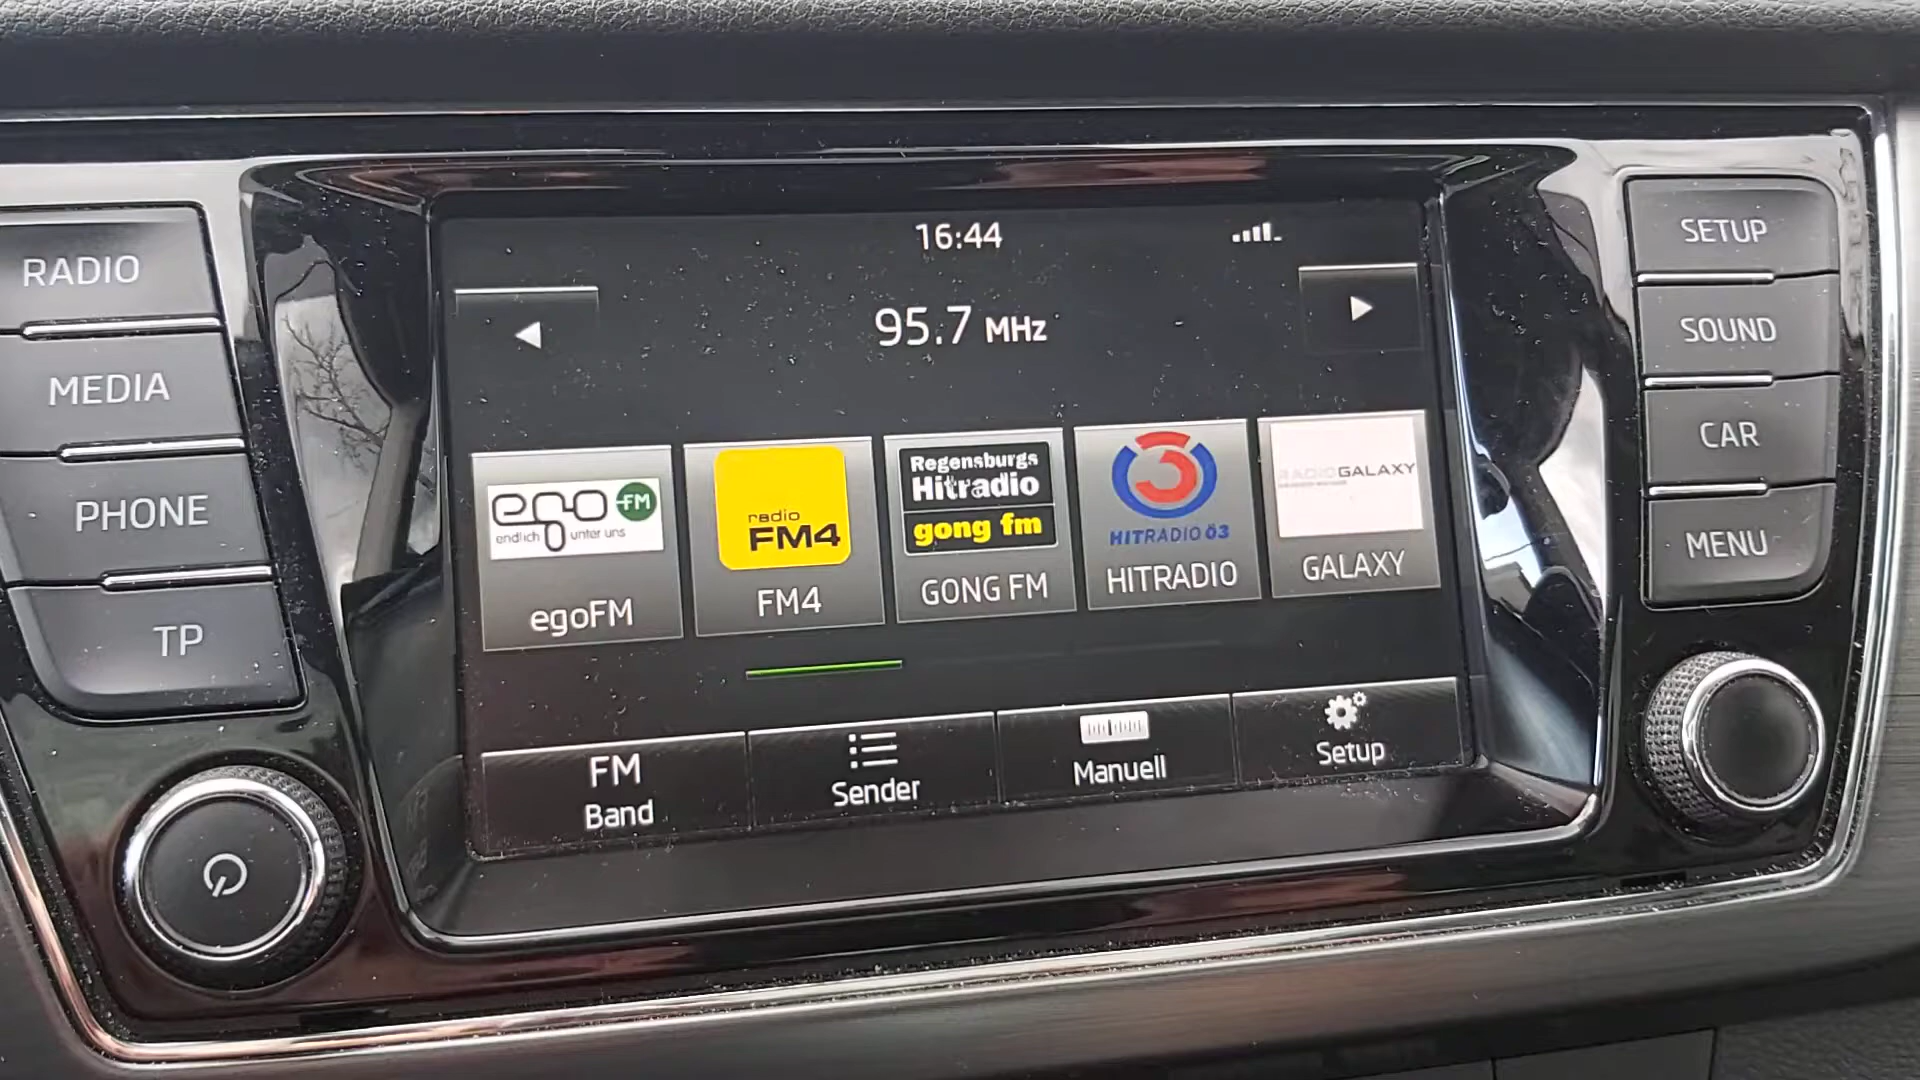 16:44
95.7 MHz
RADIO
MEDIA
PHONE
TP
SETUP
SOUND
CAR
MENU
ego FM
endlich unter uns
egoFM
radio
FM4
FM4
Regensburgs
Hitradio
gong fm
GONG FM
3
HITRADIO Ö3
HITRADIO
RADIO GALAXY
GALAXY
FM
Band
Sender
Manuell
Setup